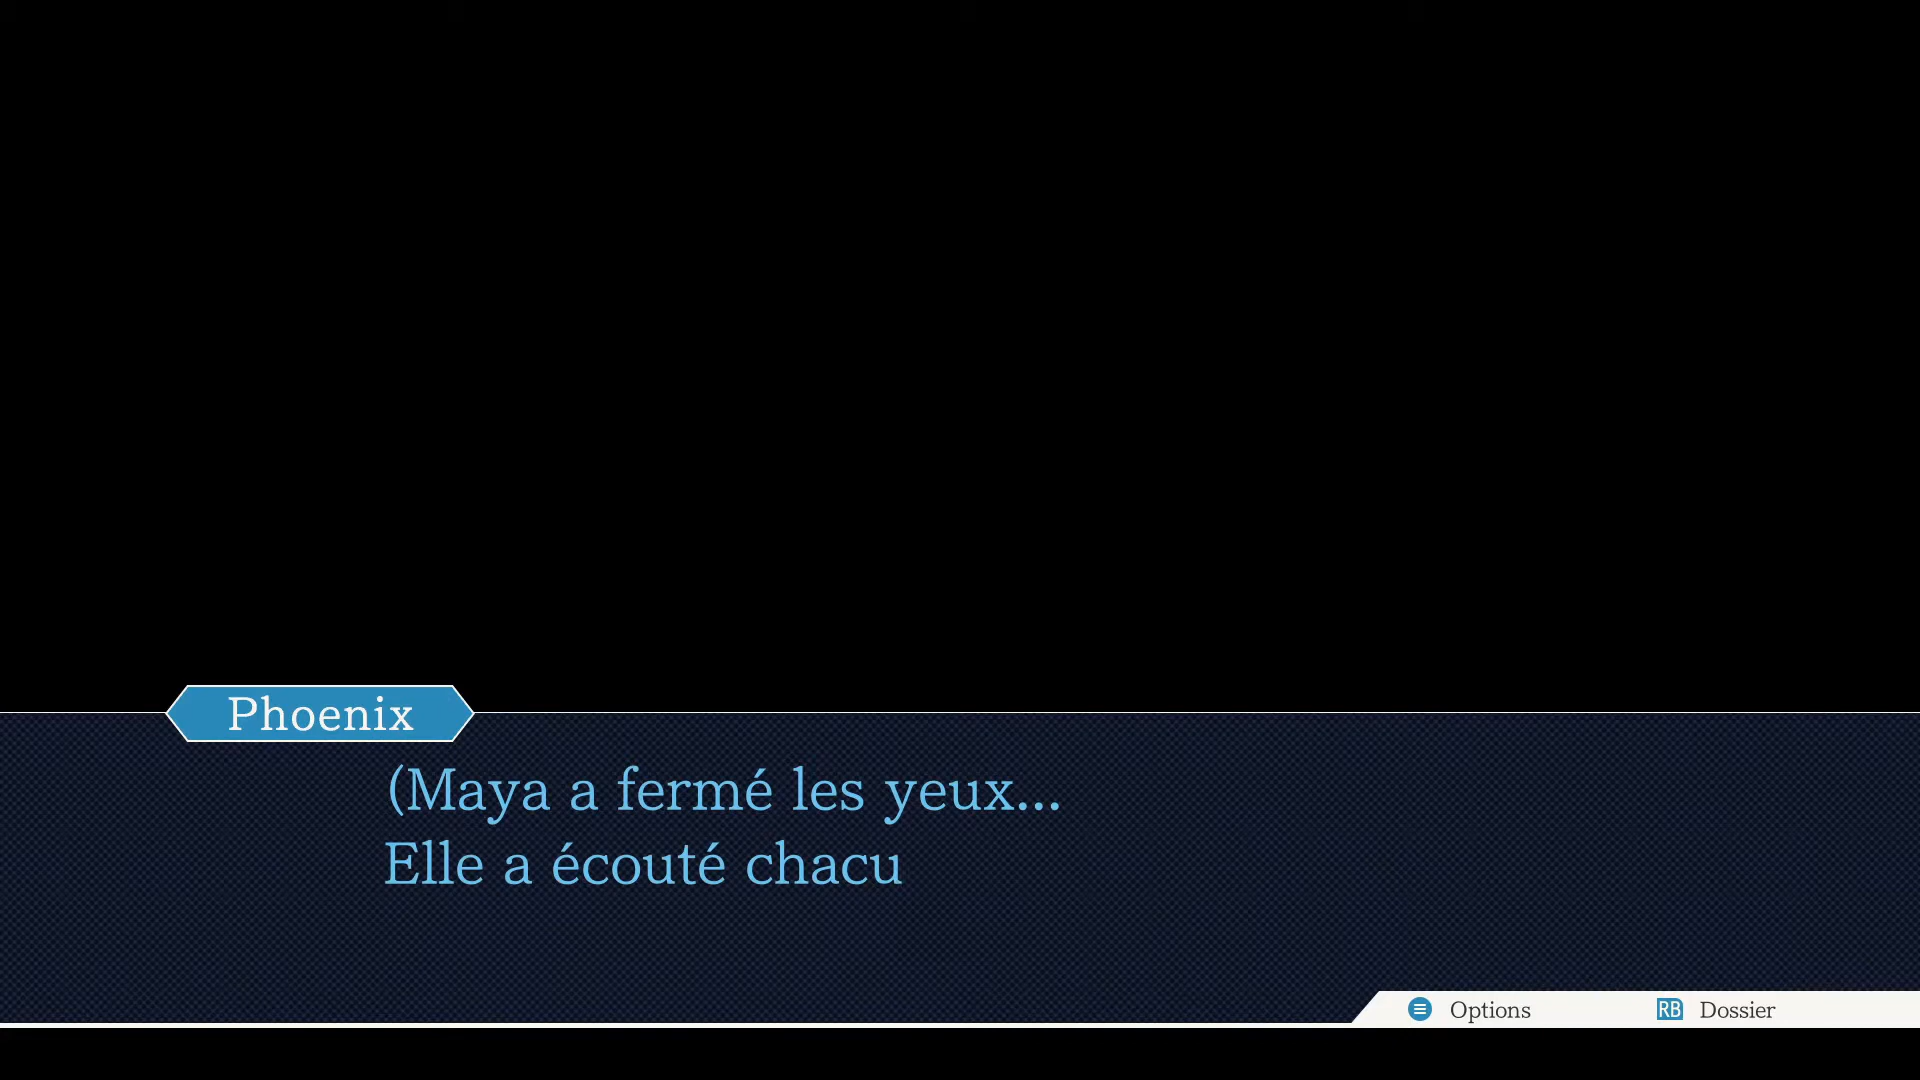 Phoenix
(Maya a fermé les yeux...
Elle a écouté chacu
Options
RB Dossier